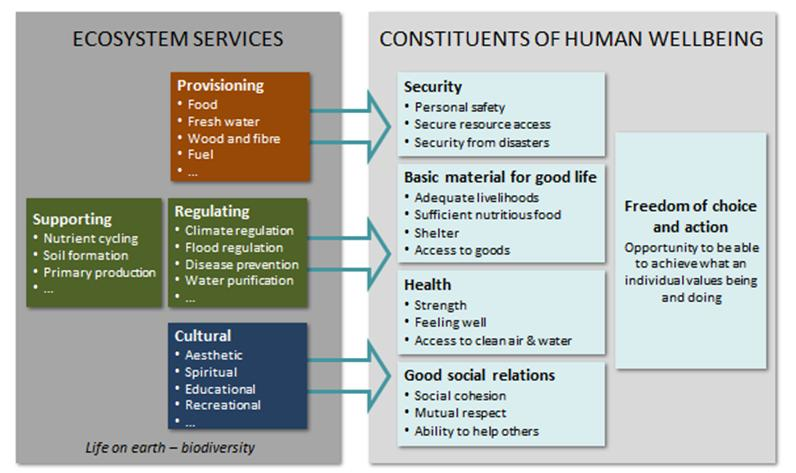 ECOSYSTEM SERVICES
Provisioning
• Food
• Fresh water
• Wood and fibre
• Fuel
• ...
Supporting
• Nutrient cycling
• Soil formation
• Primary production
• ...
Regulating
• Climate regulation
• Flood regulation
• Disease prevention
• Water purification
• ...
Cultural
• Aesthetic
• Spiritual
• Educational
• Recreational
• ...
Life on earth – biodiversity
CONSTITUENTS OF HUMAN WELLBEING
Security
• Personal safety
• Secure resource access
• Security from disasters
Basic material for good life
• Adequate livelihoods
• Sufficient nutritious food
• Shelter
• Access to goods
Health
• Strength
• Feeling well
• Access to clean air & water
Good social relations
• Social cohesion
• Mutual respect
• Ability to help others
Freedom of choice
and action
Opportunity to be able
to achieve what an
individual values being
and doing